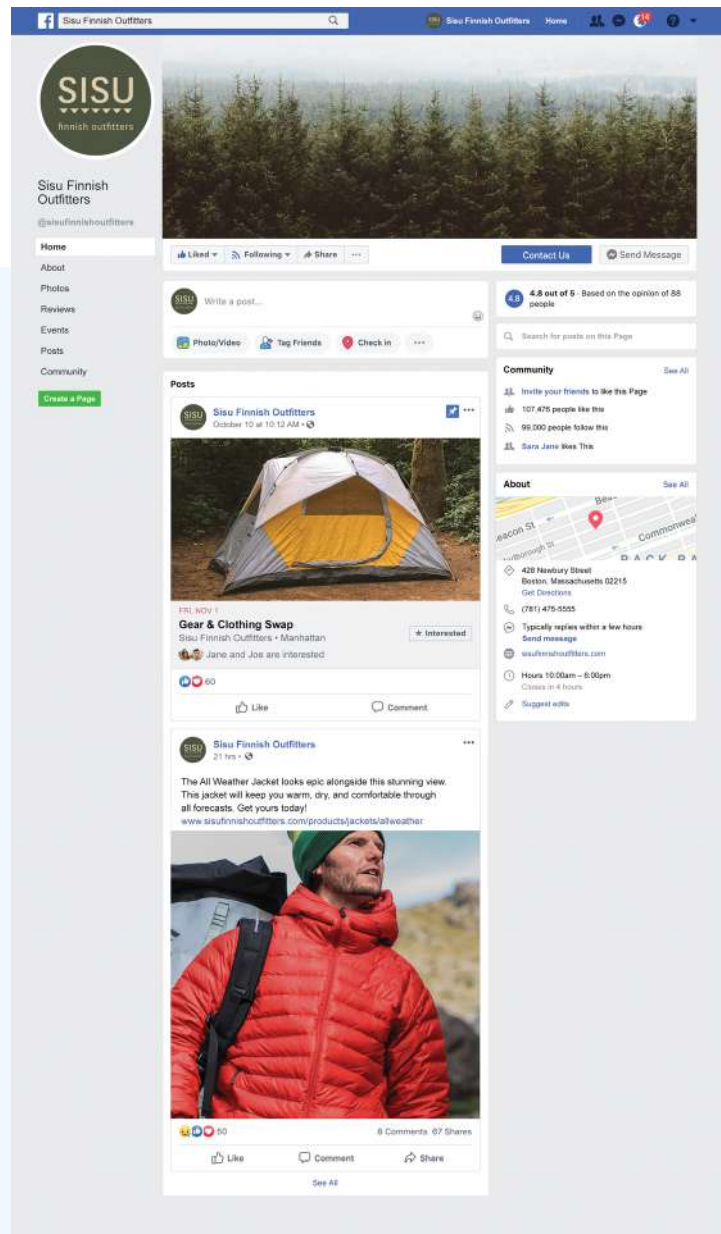 Sisu Finnish Outfitters
Sisu Finnish Outfitters Home
SISU
finnish outfitters
Sisu Finnish
Outfitters
@sisufinnishoutfitters
Home
About
Photos
Reviews
Events
Posts
Community
Create a Page
Liked Following Share ...
Contact Us Send Message
SISU Write a post...
Photo/Video Tag Friends Check in ...
Posts
SISU
Sisu Finnish Outfitters
October 10 at 10:12 AM •
FRI, NOV 1
Gear & Clothing Swap
Sisu Finnish Outfitters • Manhattan
★ Interested
Jane and Joe are interested
60
Like Comment
SISU
Sisu Finnish Outfitters
21 hrs •
The All Weather Jacket looks epic alongside this stunning view.
This jacket will keep you warm, dry, and comfortable through
all forecasts. Get yours today!
www.sisufinnishoutfitters.com/products/jackets/allweather
50 8 Comments 67 Shares
Like Comment Share
See All
4.8 4.8 out of 5 - Based on the opinion of 88
people
Search for posts on this Page
Community See All
Invite your friends to like this Page
107,476 people like this
99,000 people follow this
Sara Jane likes This
About See All
eacon St
Commonwea
BACK BA
428 Newbury Street
Boston, Massachusetts 02215
Get Directions
(781) 475-5555
Typically replies within a few hours
Send message
sisufinnishoutfitters.com
Hours 10:00am – 6:00pm
Closes in 4 hours
Suggest edits